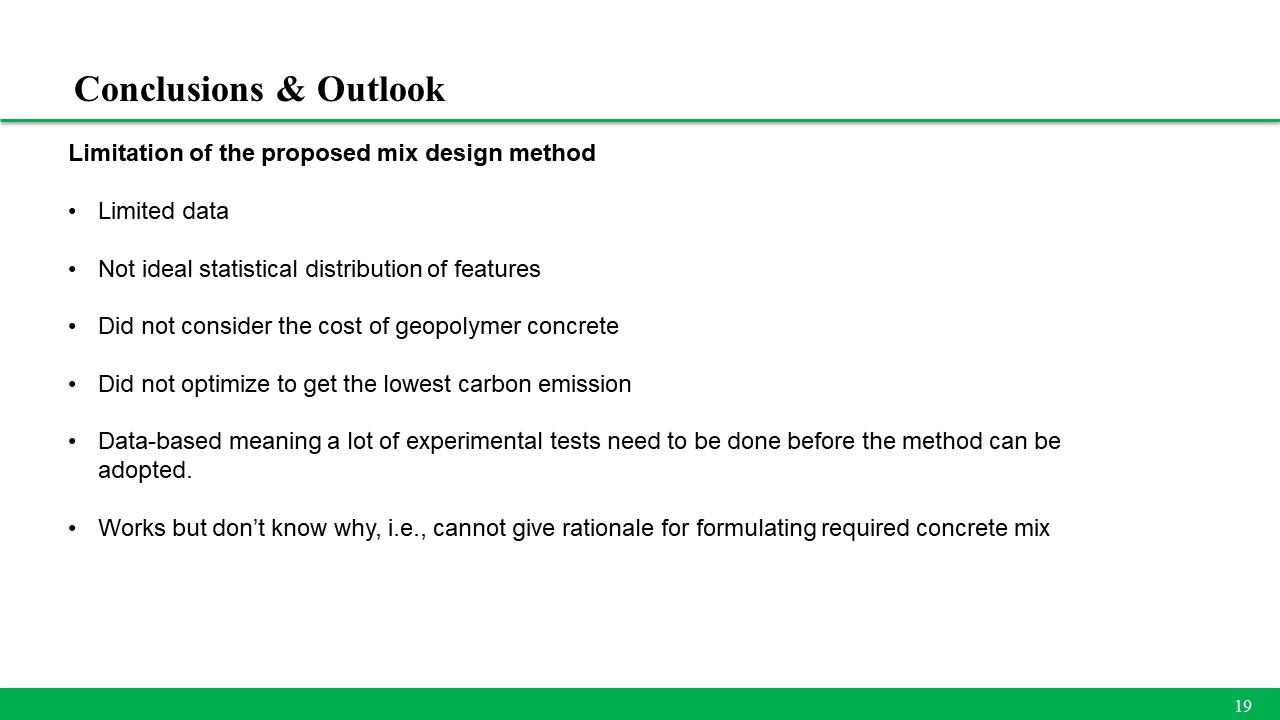 Conclusions & Outlook
Limitation of the proposed mix design method
• Limited data
• Not ideal statistical distribution of features
• Did not consider the cost of geopolymer concrete
• Did not optimize to get the lowest carbon emission
• Data-based meaning a lot of experimental tests need to be done before the method can be
adopted.
• Works but don’t know why, i.e., cannot give rationale for formulating required concrete mix
19